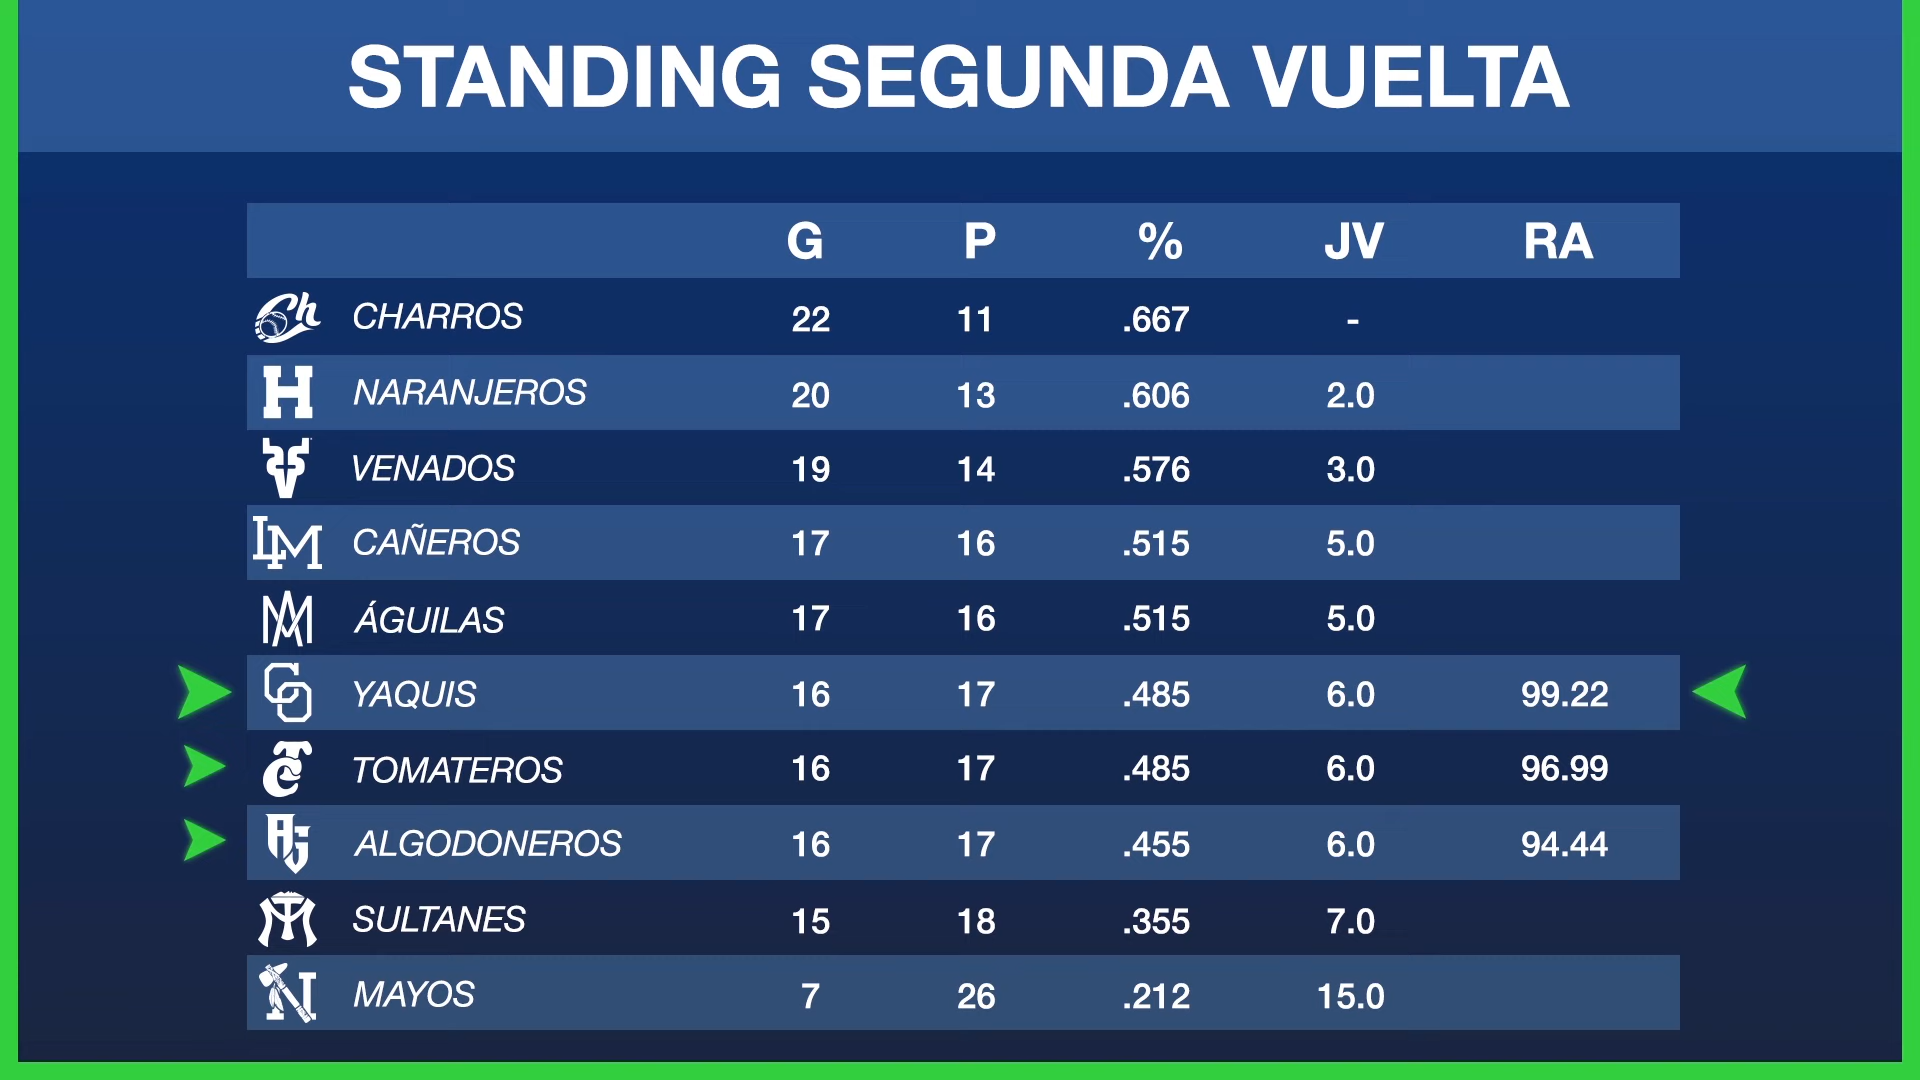 STANDING SEGUNDA VUELTA
G P % JV RA
Ch CHARROS 22 11 .667 -
H NARANJEROS 20 13 .606 2.0
VENADOS 19 14 .576 3.0
LM CAÑEROS 17 16 .515 5.0
ÁGUILAS 17 16 .515 5.0
CO YAQUIS 16 17 .485 6.0 99.22
TOMATEROS 16 17 .485 6.0 96.99
ALGODONEROS 16 17 .455 6.0 94.44
SULTANES 15 18 .355 7.0
N MAYOS 7 26 .212 15.0